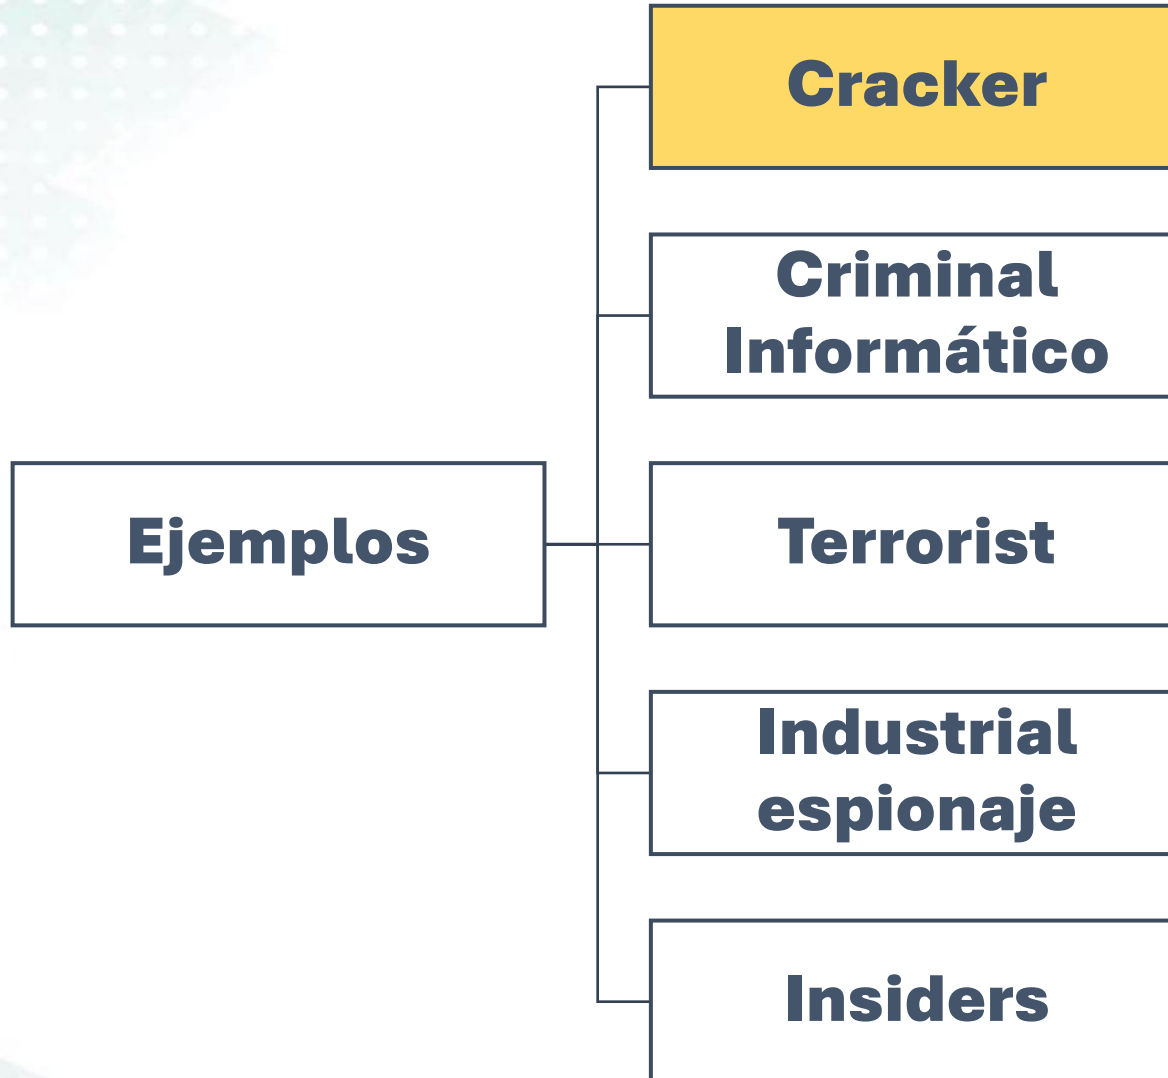 Cracker
Criminal
Informático
Ejemplos
Terrorist
Industrial
espionaje
Insiders